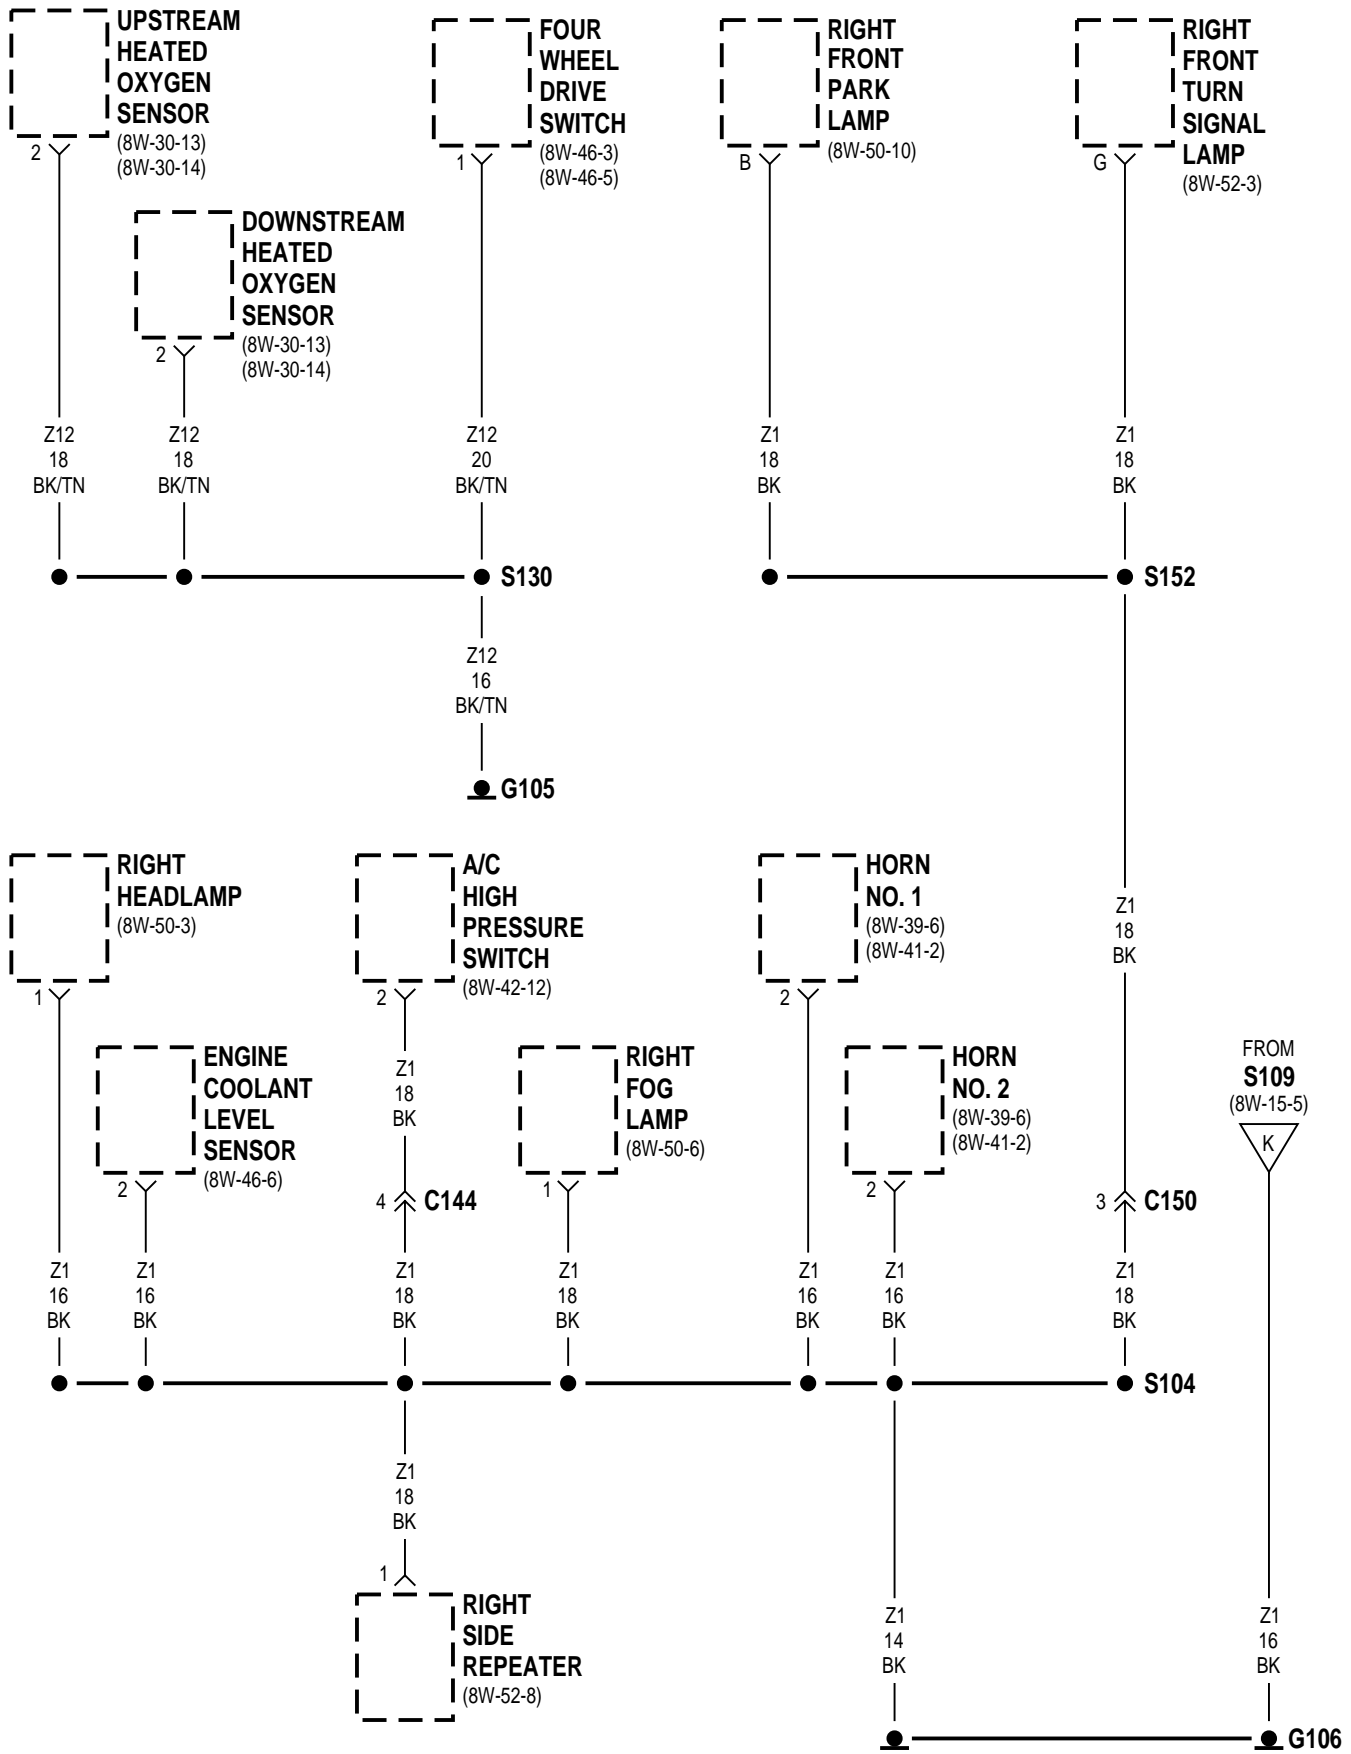 UPSTREAM
HEATED
OXYGEN
SENSOR
(8W-30-13)
(8W-30-14)
2
FOUR
WHEEL
DRIVE
SWITCH
(8W-46-3)
(8W-46-5)
1
RIGHT
FRONT
PARK
LAMP
(8W-50-10)
B
RIGHT
FRONT
TURN
SIGNAL
LAMP
(8W-52-3)
G
DOWNSTREAM
HEATED
OXYGEN
SENSOR
(8W-30-13)
(8W-30-14)
2
Z12
18
BK/TN
Z12
18
BK/TN
Z12
20
BK/TN
Z1
18
BK
Z1
18
BK
S130
S152
Z12
16
BK/TN
G105
RIGHT
HEADLAMP
(8W-50-3)
1
A/C
HIGH
PRESSURE
SWITCH
(8W-42-12)
2
HORN
NO. 1
(8W-39-6)
(8W-41-2)
2
Z1
18
BK
ENGINE
COOLANT
LEVEL
SENSOR
(8W-46-6)
2
Z1
18
BK
RIGHT
FOG
LAMP
(8W-50-6)
1
HORN
NO. 2
(8W-39-6)
(8W-41-2)
2
FROM
S109
(8W-15-5)
K
4
C144
3
C150
Z1
16
BK
Z1
16
BK
Z1
18
BK
Z1
18
BK
Z1
16
BK
Z1
16
BK
Z1
18
BK
S104
Z1
18
BK
1
RIGHT
SIDE
REPEATER
(8W-52-8)
Z1
14
BK
Z1
16
BK
G106